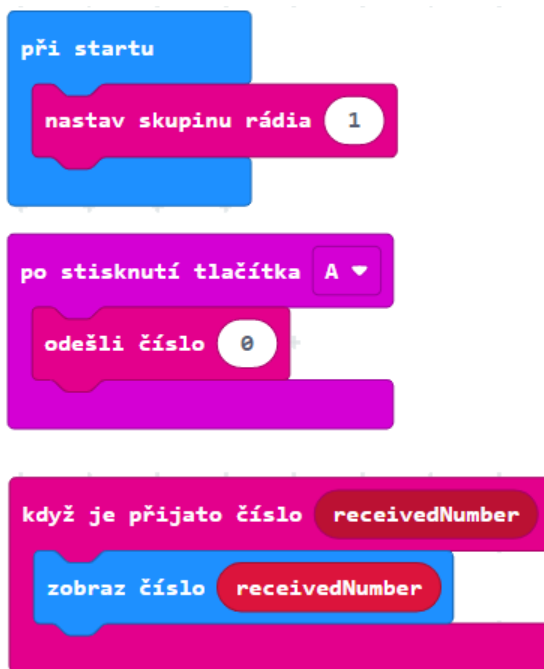 při startu
nastav skupinu rádia 1
po stisknutí tlačítka A
odešli číslo 0
když je přijato číslo receivedNumber
zobraz číslo receivedNumber